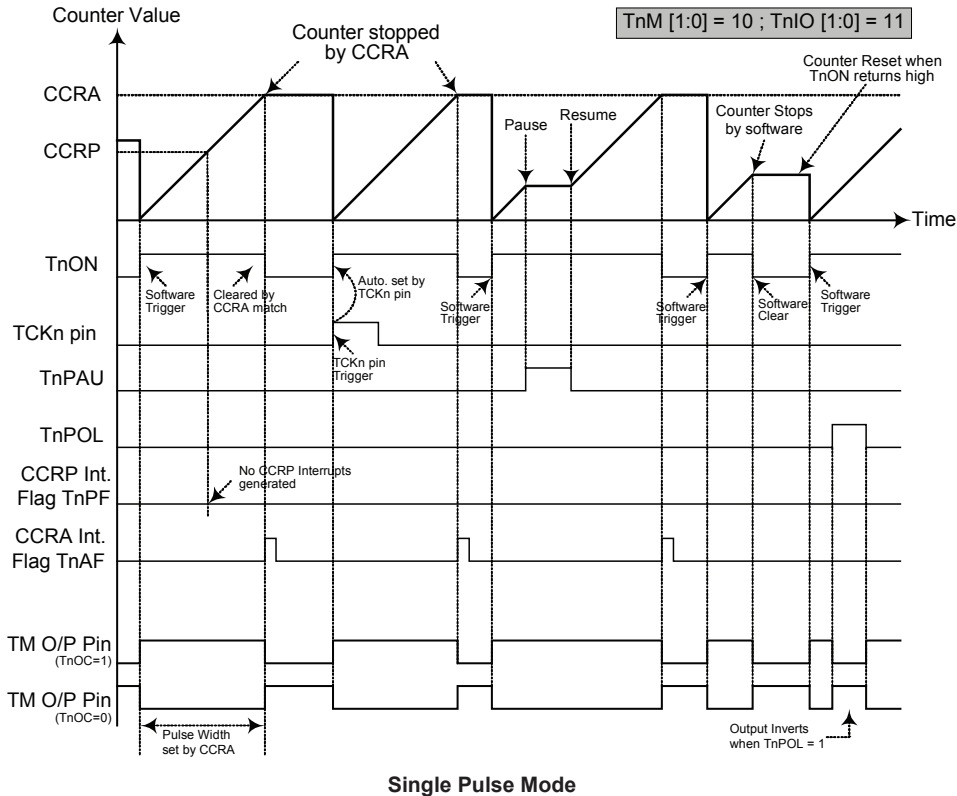 Counter Value
TnM [1:0] = 10 ; TnIO [1:0] = 11
Counter stopped
by CCRA
Counter Reset when
TnON returns high
CCRA
Counter Stops
by software
Pause
Resume
CCRP
Time
TnON
Software
Trigger
Cleared by
CCRA match
Auto. set by
TCKn pin
Software
Trigger
Software
Trigger
Software
Clear
Software
Trigger
TCKn pin
TCKn pin
Trigger
TnPAU
TnPOL
CCRP Int.
Flag TnPF
No CCRP Interrupts
generated
CCRA Int.
Flag TnAF
TM O/P Pin
(TnOC=1)
TM O/P Pin
(TnOC=0)
Pulse Width
set by CCRA
Output Inverts
when TnPOL = 1
Single Pulse Mode